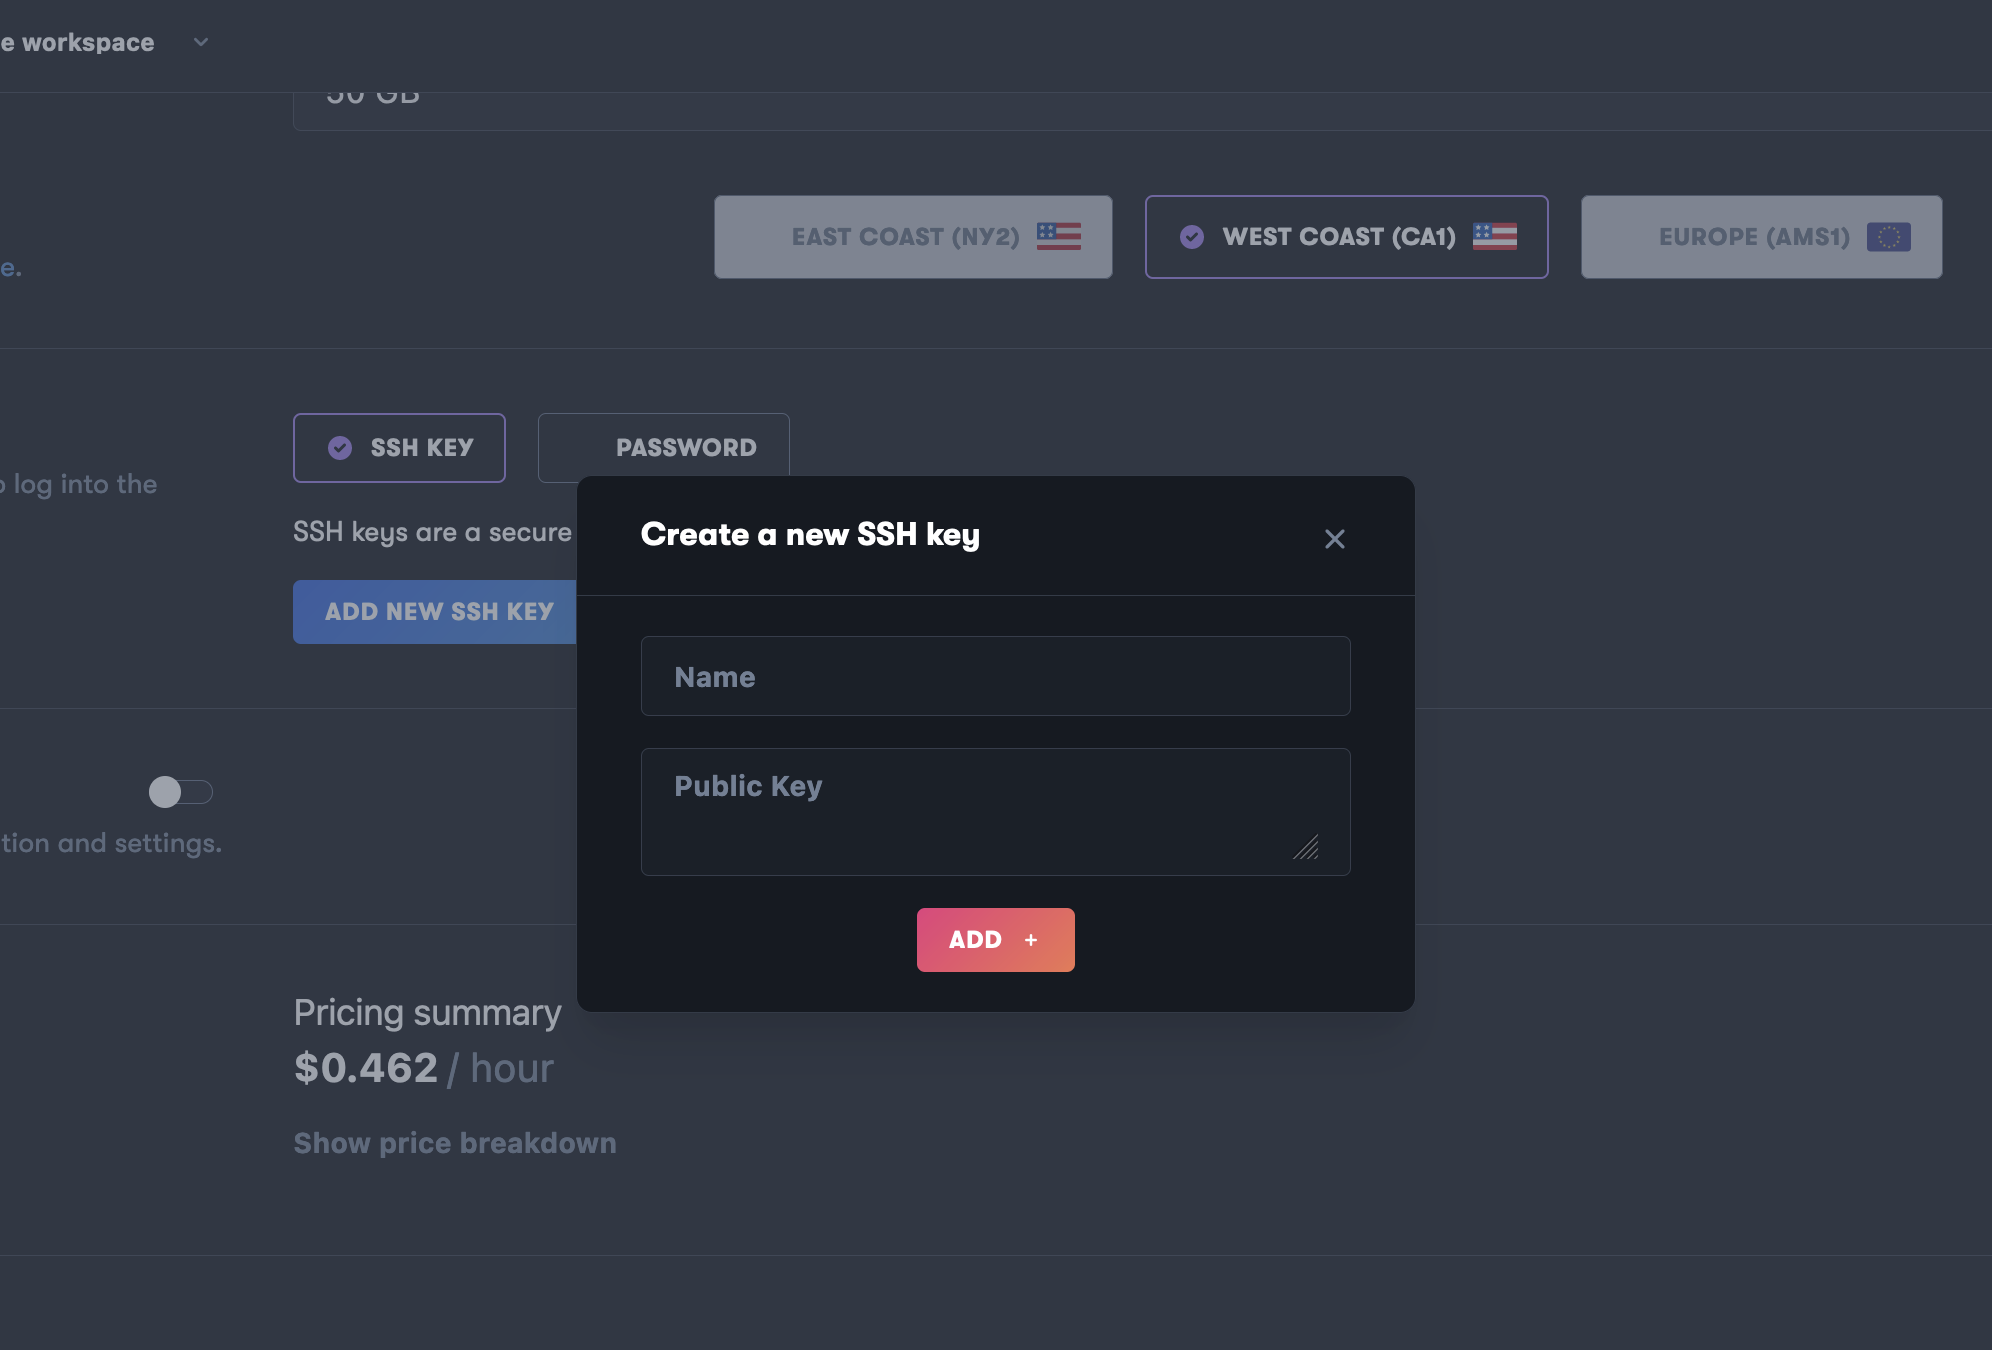 e workspace
50 GB
EAST COAST (NY2)
WEST COAST (CA1)
EUROPE (AMS1)
e.
SSH KEY
PASSWORD
log into the
SSH keys are a secure
ADD NEW SSH KEY
Create a new SSH key
Name
Public Key
ADD +
tion and settings.
Pricing summary
$0.462 / hour
Show price breakdown